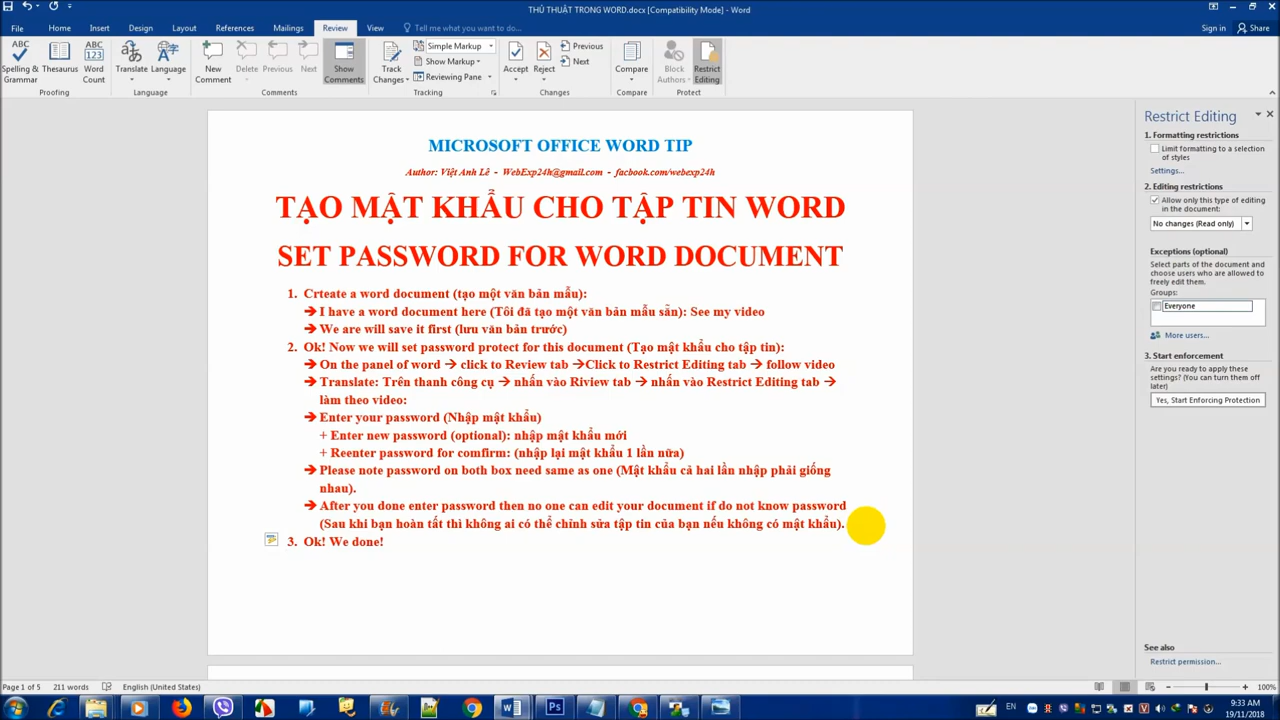 THỦ THUẬT TRONG WORD.docx [Compatibility Mode] - Word
File Home Insert Design Layout References Mailings Review View Tell me what you want to do... Sign in Share
Spelling & Grammar
Thesaurus
Word Count
Translate
Language
New Comment
Delete
Previous
Next
Show Comments
Track Changes
Simple Markup
Show Markup
Reviewing Pane
Accept
Reject
Previous
Next
Compare
Block Authors
Restrict Editing
Proofing Language Comments Tracking Changes Compare Protect
MICROSOFT OFFICE WORD TIP
Author: Việt Anh Lê - WebExp24h@gmail.com - facbook.com/webexp24h
TẠO MẬT KHẨU CHO TẬP TIN WORD
SET PASSWORD FOR WORD DOCUMENT
1. Crteate a word document (tạo một văn bản mẫu):
➔ I have a word document here (Tôi đã tạo một văn bản mẫu sẵn): See my video
➔ We are will save it first (lưu văn bản trước)
2. Ok! Now we will set password protect for this document (Tạo mật khẩu cho tập tin):
➔ On the panel of word → click to Review tab →Click to Restrict Editing tab → follow video
➔ Translate: Trên thanh công cụ → nhấn vào Riview tab → nhấn vào Restrict Editing tab →
làm theo video:
➔ Enter your password (Nhập mật khẩu)
+ Enter new password (optional): nhập mật khẩu mới
+ Reenter password for comfirm: (nhập lại mật khẩu 1 lần nữa)
➔ Please note password on both box need same as one (Mật khẩu cả hai lần nhập phải giống
nhau).
➔ After you done enter password then no one can edit your document if do not know password
(Sau khi bạn hoàn tất thì không ai có thể chỉnh sửa tập tin của bạn nếu không có mật khẩu).
3. Ok! We done!
Restrict Editing
1. Formatting restrictions
Limit formatting to a selection
of styles
Settings...
2. Editing restrictions
Allow only this type of editing
in the document:
No changes (Read only)
Exceptions (optional)
Select parts of the document and
choose users who are allowed to
freely edit them.
Groups:
Everyone
More users...
3. Start enforcement
Are you ready to apply these
settings? (You can turn them off
later)
Yes, Start Enforcing Protection
See also
Restrict permission...
Page 1 of 5 211 words English (United States) 100%
EN
9:33 AM
19/11/2018